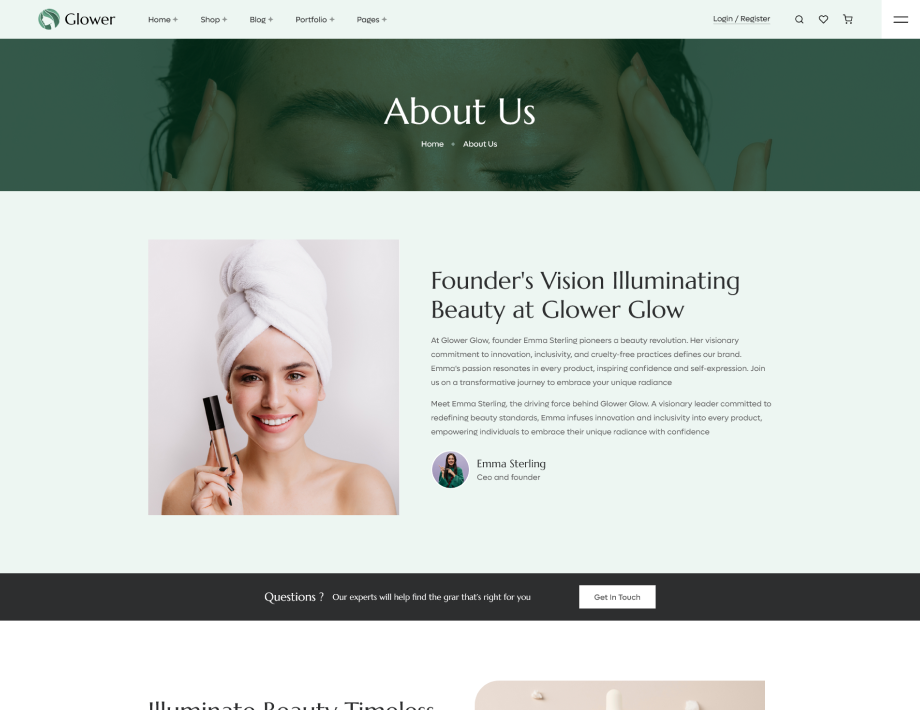 Glower
Home + Shop + Blog + Portfolio + Pages + Login / Register
About Us
Home About Us
Founder's Vision Illuminating
Beauty at Glower Glow
At Glower Glow, founder Emma Sterling pioneers a beauty revolution. Her visionary
commitment to innovation, inclusivity, and cruelty-free practices defines our brand.
Emma's passion resonates in every product, inspiring confidence and self-expression. Join
us on a transformative journey to embrace your unique radiance
Meet Emma Sterling, the driving force behind Glower Glow. A visionary leader committed to
redefining beauty standards, Emma infuses innovation and inclusivity into every product,
empowering individuals to embrace their unique radiance with confidence
Emma Sterling
Ceo and founder
Questions ? Our experts will help find the grar that's right for you Get In Touch
Illuminate Beauty Timeless